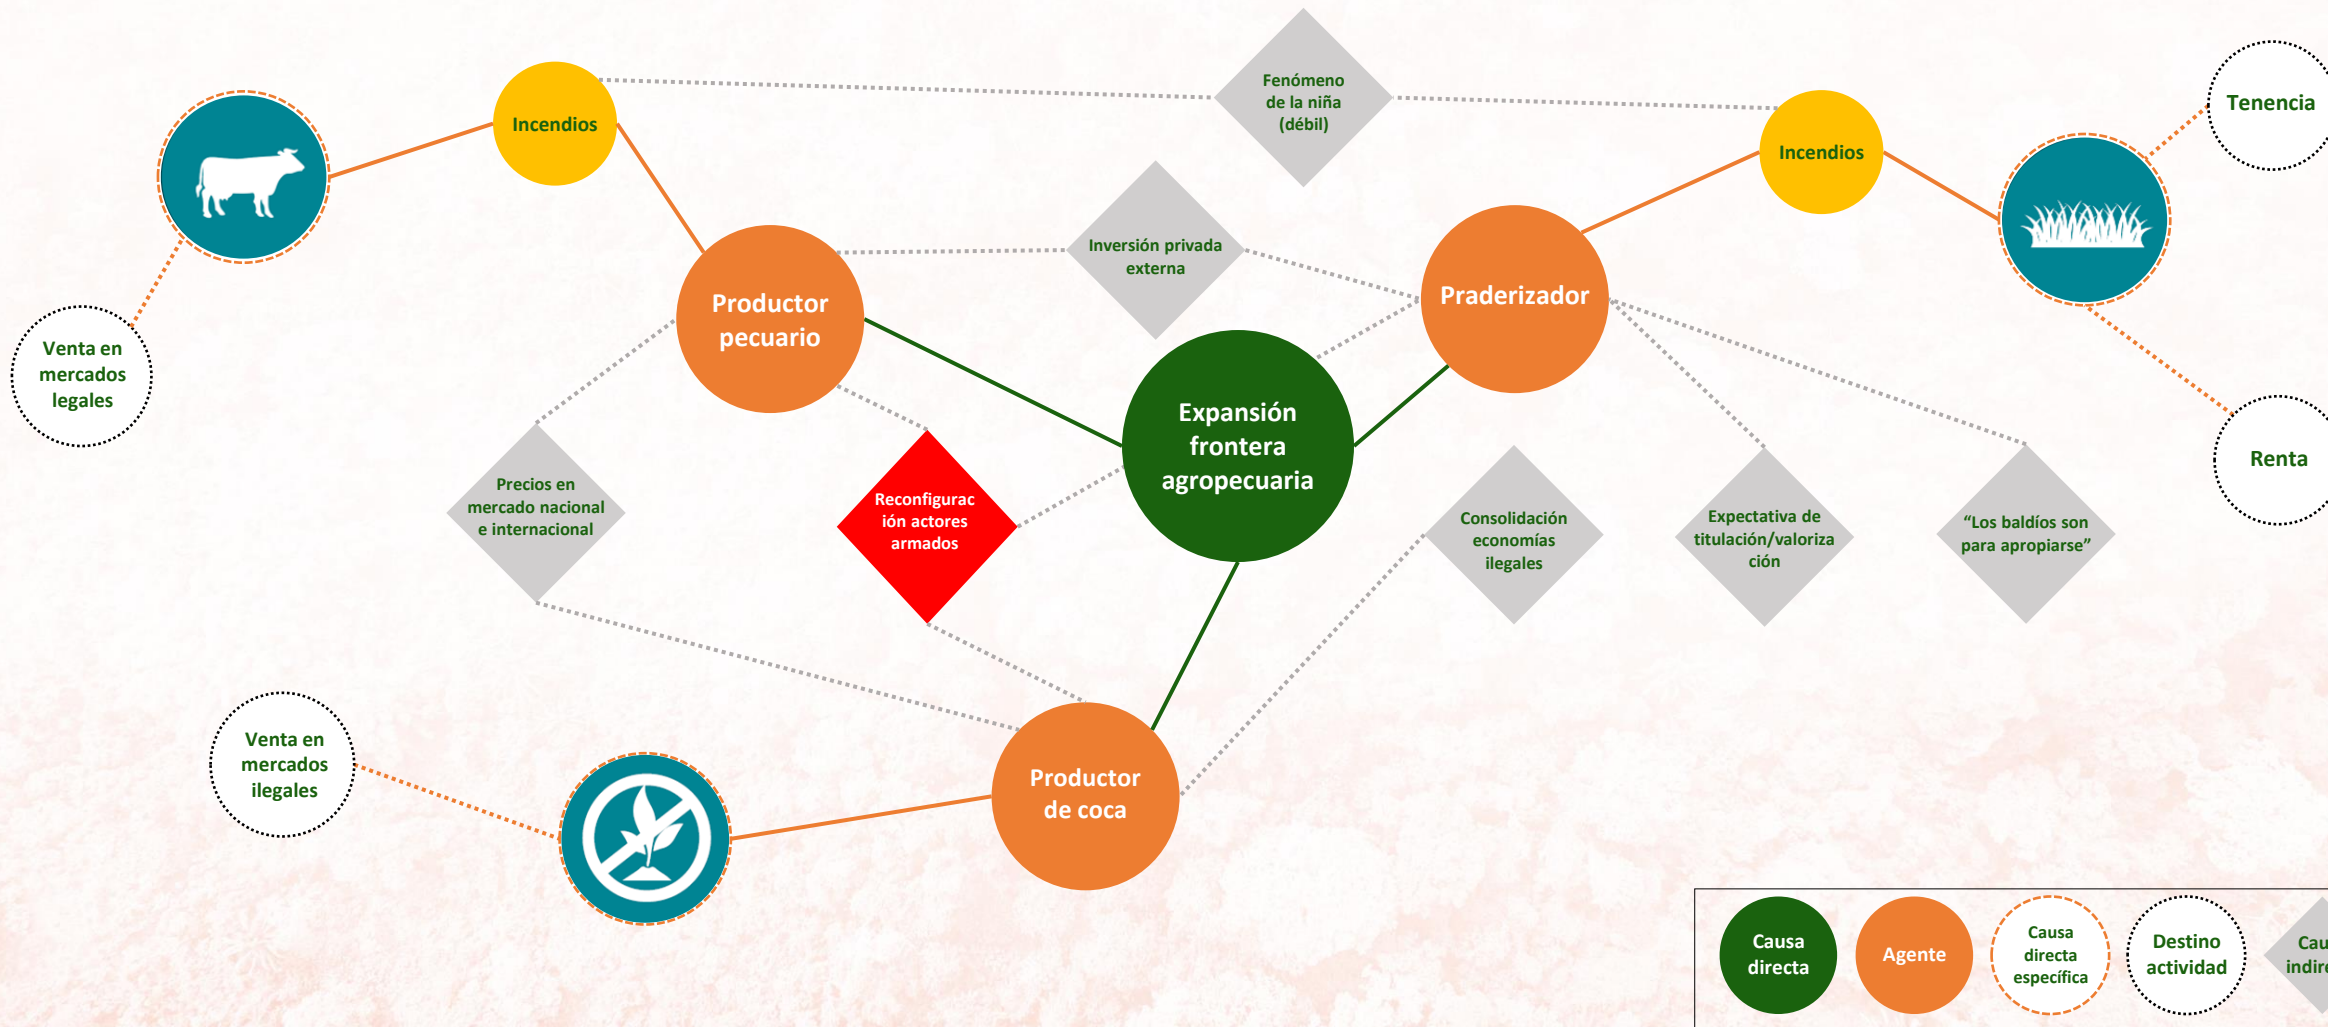 Fenómeno
de la niña
(débil)
Tenencia
Incendios
Incendios
Inversión privada
externa
Productor
pecuario
Praderizador
Venta en
mercados
legales
Expansión
frontera
agropecuaria
Renta
Precios en
mercado nacional
e internacional
Reconfigurac
ión actores
armados
Consolidación
economías
ilegales
Expectativa de
titulación/valoriza
ción
“Los baldíos son
para apropiarse”
Venta en
mercados
ilegales
Productor
de coca
Causa
directa
Agente
Causa
directa
específica
Destino
actividad
Cau
indire